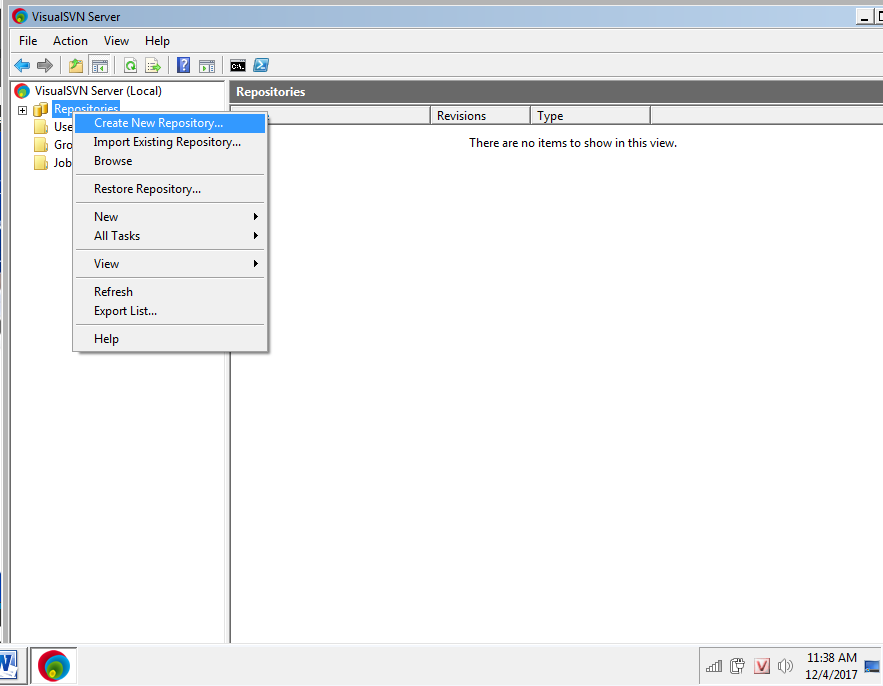 VisualSVN Server
File Action View Help
C:\.
VisualSVN Server (Local)
Repositories
Repositories
Use
Gro
Job
Create New Repository...
Import Existing Repository...
Browse
Restore Repository...
New
All Tasks
View
Refresh
Export List...
Help
Revisions Type
There are no items to show in this view.
W
V
11:38 AM
12/4/2017